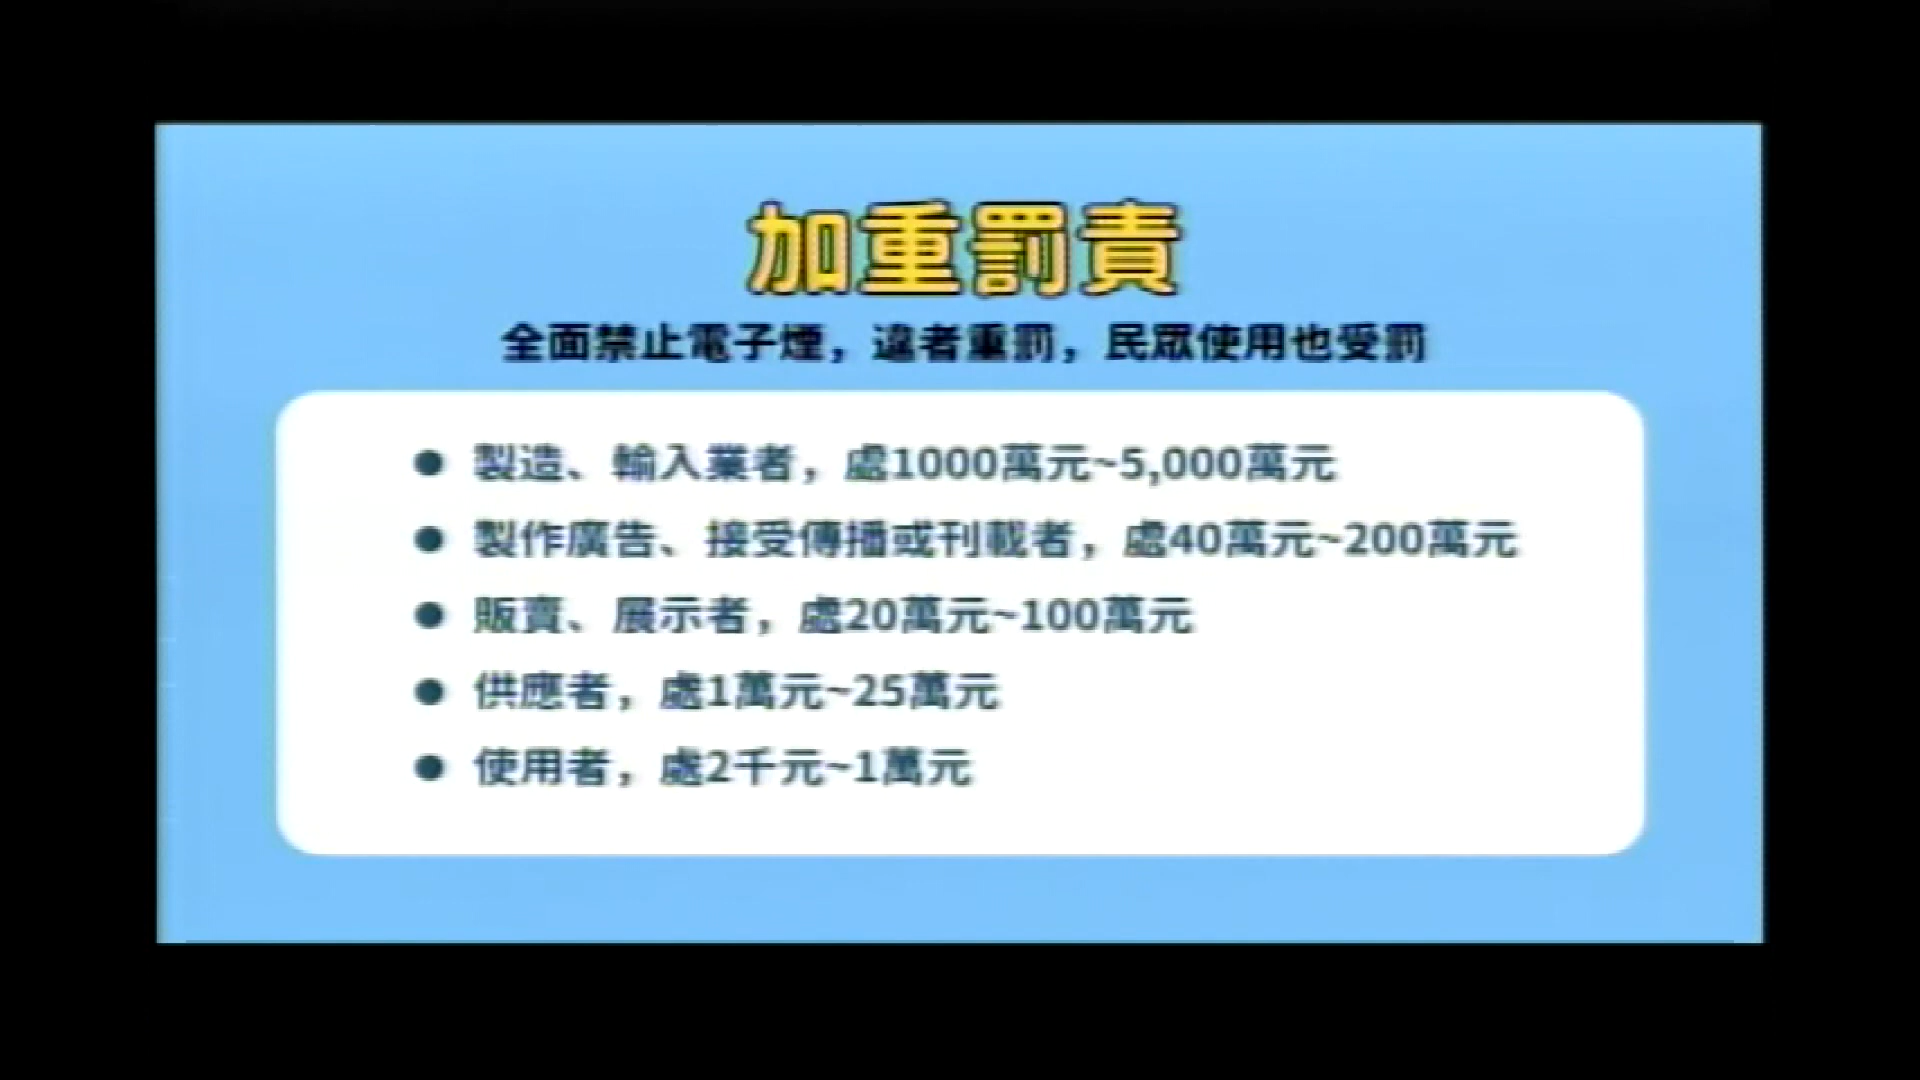 加重罰責
全面禁止電子煙，違者重罰，民眾使用也受罰
● 製造、輸入業者，處1000萬元~5,000萬元
● 製作廣告、接受傳播或刊載者，處40萬元~200萬元
● 販賣、展示者，處20萬元~100萬元
● 供應者，處1萬元~25萬元
● 使用者，處2千元~1萬元